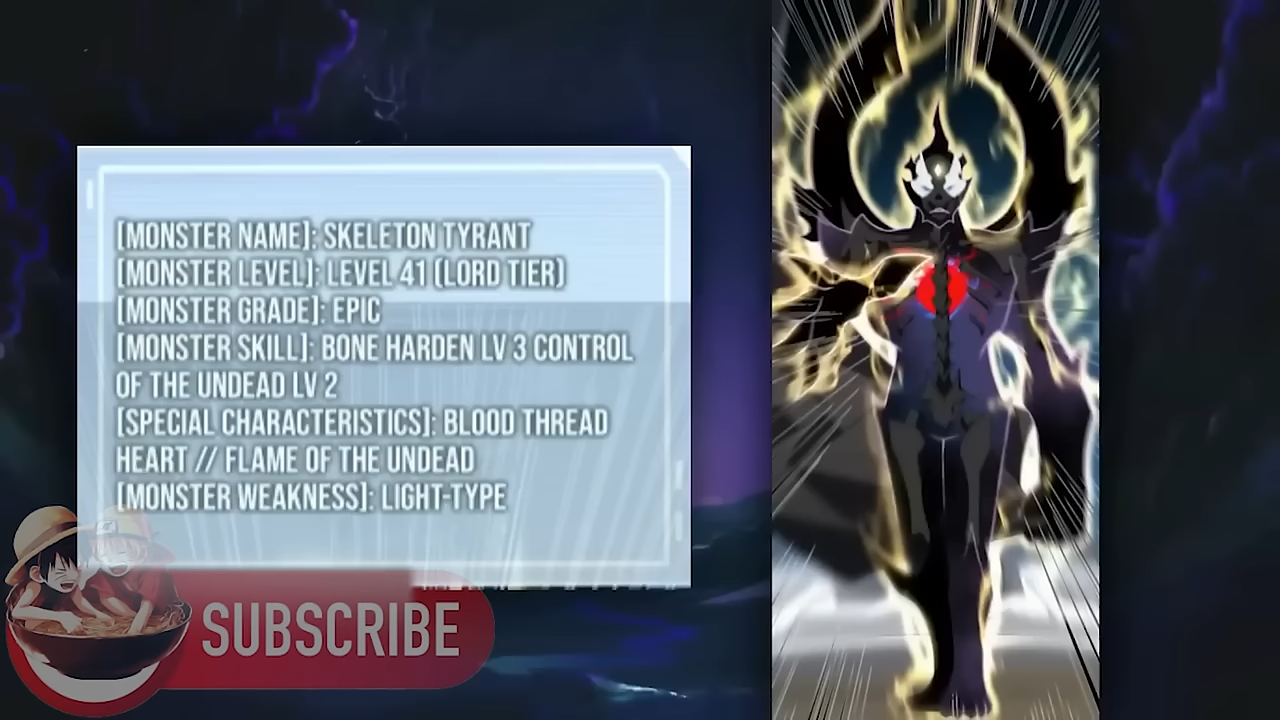 [MONSTER NAME]: SKELETON TYRANT
[MONSTER LEVEL]: LEVEL 41 (LORD TIER)
[MONSTER GRADE]: EPIC
[MONSTER SKILL]: BONE HARDEN LV 3 CONTROL
OF THE UNDEAD LV 2
[SPECIAL CHARACTERISTICS]: BLOOD THREAD
HEART // FLAME OF THE UNDEAD
[MONSTER WEAKNESS]: LIGHT-TYPE
SUBSCRIBE